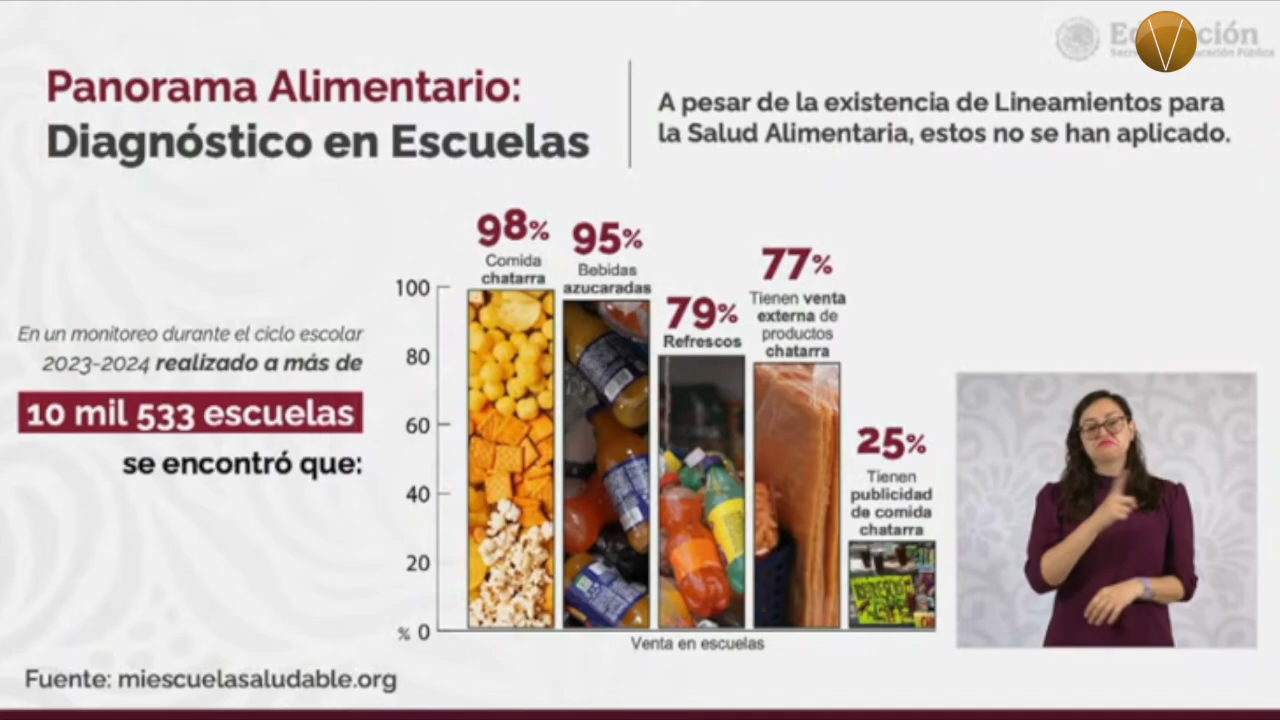 Panorama Alimentario:
Diagnóstico en Escuelas
A pesar de la existencia de Lineamientos para
la Salud Alimentaria, estos no se han aplicado.
En un monitoreo durante el ciclo escolar
2023-2024 realizado a más de
10 mil 533 escuelas
se encontró que:
98%
Comida
chatarra
95%
Bebidas
azucaradas
79%
Refrescos
77%
Tienen venta
externa de
productos
chatarra
25%
Tienen
publicidad
de comida
chatarra
100
80
60
40
20
% 0
Venta en escuelas
Fuente: miescuelasaludable.org
V